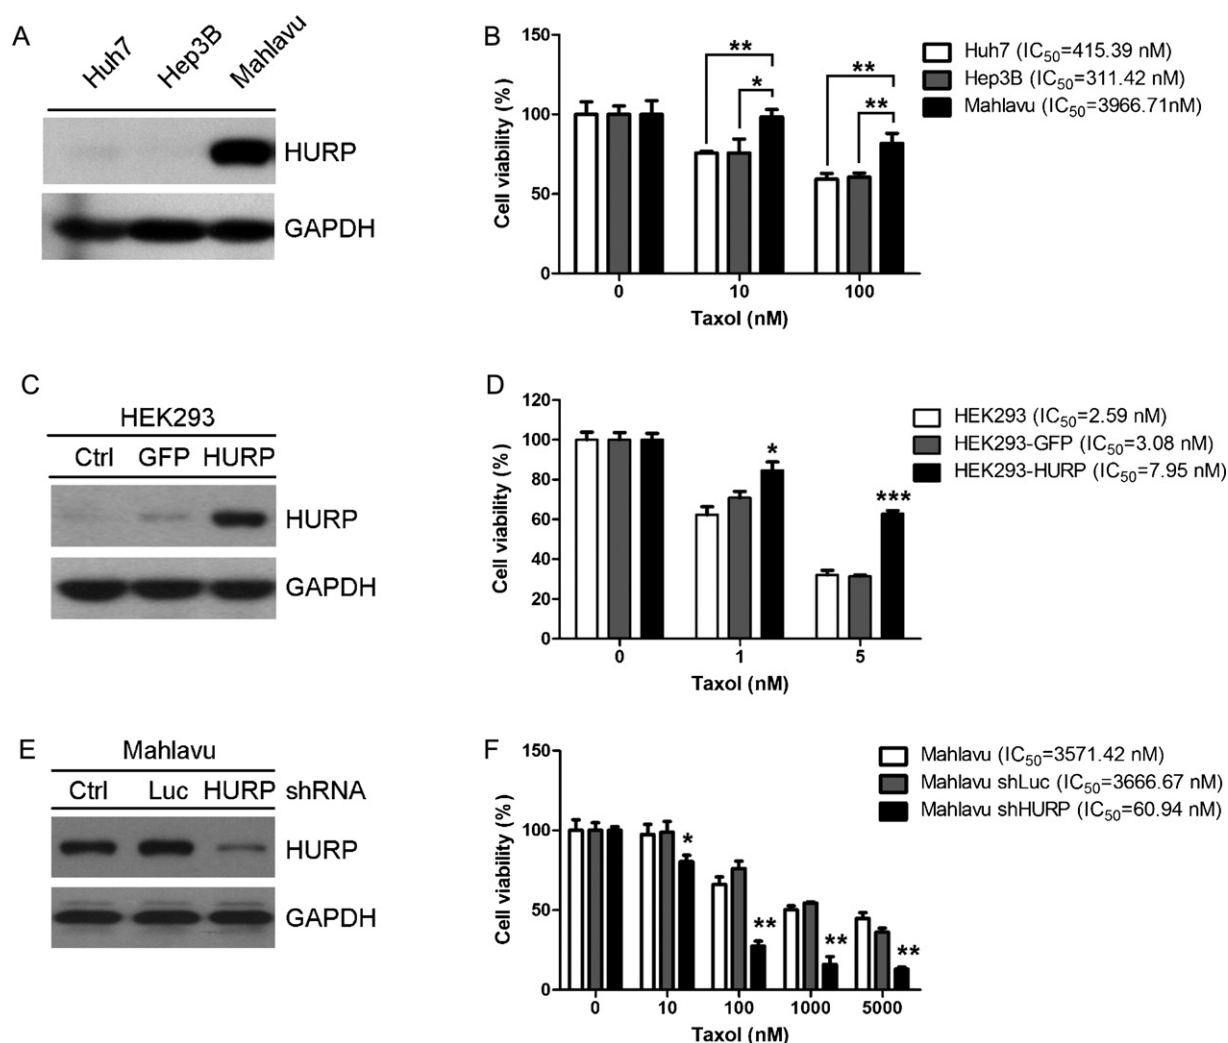 A
Huh7 Hep3B Mahlavu
HURP
GAPDH
B
Cell viability (%)
150
100
50
0
** *
** **
0 10 100
Taxol (nM)
Huh7 (IC50=415.39 nM)
Hep3B (IC50=311.42 nM)
Mahlavu (IC50=3966.71nM)
C
HEK293
Ctrl GFP HURP
HURP
GAPDH
D
Cell viability (%)
120
100
80
60
40
20
0
*
***
0 1 5
Taxol (nM)
HEK293 (IC50=2.59 nM)
HEK293-GFP (IC50=3.08 nM)
HEK293-HURP (IC50=7.95 nM)
E
Mahlavu
Ctrl Luc HURP shRNA
HURP
GAPDH
F
Cell viability (%)
150
100
50
0
* ** ** **
0 10 100 1000 5000
Taxol (nM)
Mahlavu (IC50=3571.42 nM)
Mahlavu shLuc (IC50=3666.67 nM)
Mahlavu shHURP (IC50=60.94 nM)